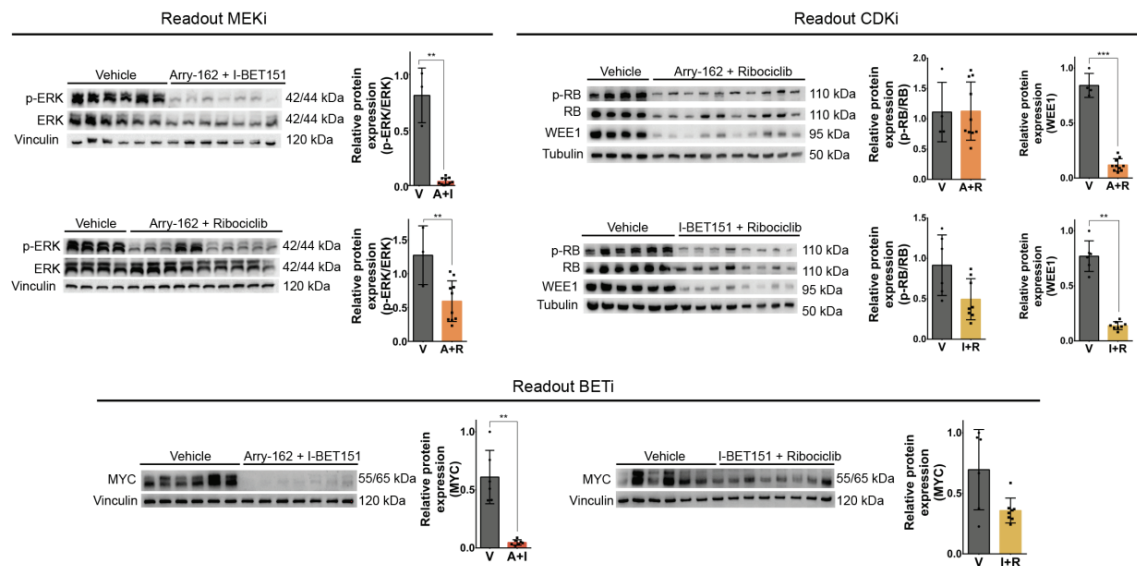 Readout MEKi
Vehicle Arry-162 + I-BET151
p-ERK 42/44 kDa
ERK 42/44 kDa
Vinculin 120 kDa
Relative protein
expression
(p-ERK/ERK)
1.0
0.5
0.0
**
V A+I
Vehicle Arry-162 + Ribociclib
p-ERK 42/44 kDa
ERK 42/44 kDa
Vinculin 120 kDa
Relative protein
expression
(p-ERK/ERK)
1.5
1.0
0.5
0.0
**
V A+R
Readout CDKi
Vehicle Arry-162 + Ribociclib
p-RB 110 kDa
RB 110 kDa
WEE1 95 kDa
Tubulin 50 kDa
Relative protein
expression
(p-RB/RB)
2.0
1.5
1.0
0.5
0.0
V A+R
Relative protein
expression
(WEE1)
1.0
0.5
0.0
***
V A+R
Vehicle I-BET151 + Ribociclib
p-RB 110 kDa
RB 110 kDa
WEE1 95 kDa
Tubulin 50 kDa
Relative protein
expression
(p-RB/RB)
1.5
1.0
0.5
0.0
V I+R
Relative protein
expression
(WEE1)
1.0
0.5
0.0
**
V I+R
Readout BETi
Vehicle Arry-162 + I-BET151
MYC 55/65 kDa
Vinculin 120 kDa
Relative protein
expression
(MYC)
1.0
0.5
0.0
**
V A+I
Vehicle I-BET151 + Ribociclib
MYC 55/65 kDa
Vinculin 120 kDa
Relative protein
expression
(MYC)
1.0
0.5
0.0
V I+R